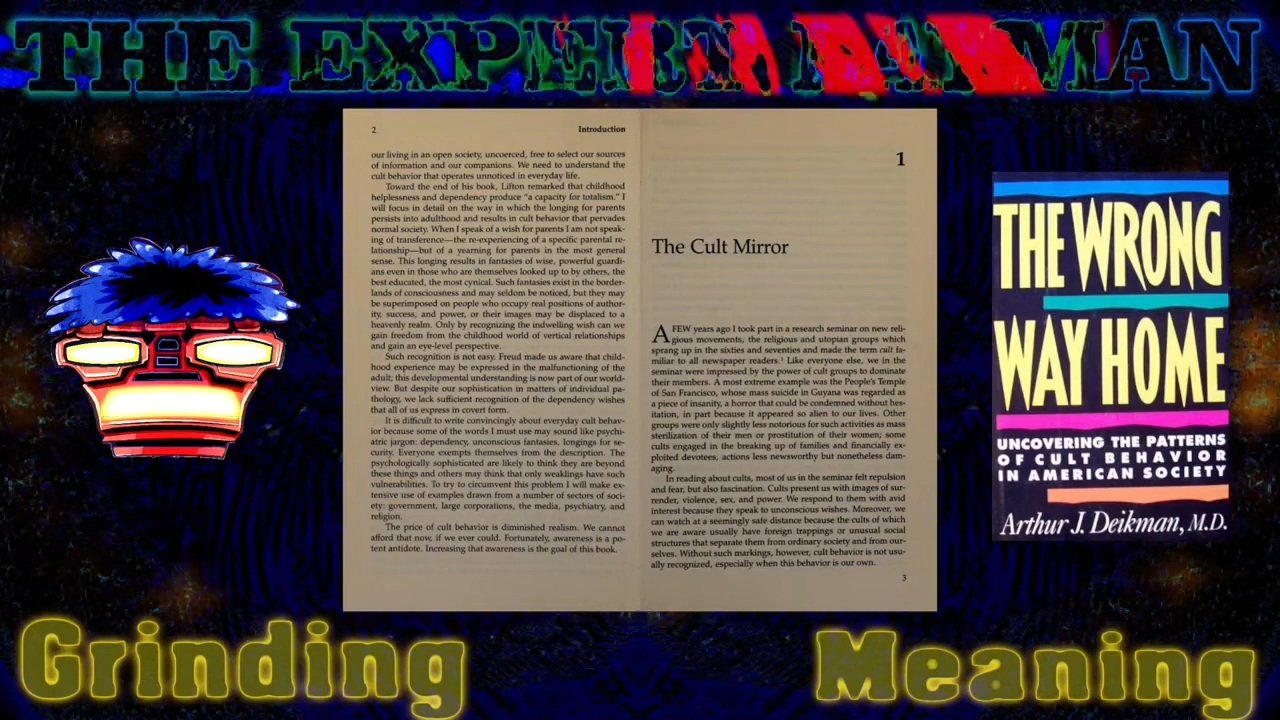 THE EXPERT LAYMAN
2 Introduction
our living in an open society, uncoerced, free to select our sources
of information and our companions. We need to understand the
cult behavior that operates unnoticed in everyday life.
Toward the end of his book, Lifton remarked that childhood
helplessness and dependency produce “a capacity for totalism.” I
will focus in detail on the way in which the longing for parents
persists into adulthood and results in cult behavior that pervades
normal society. When I speak of a wish for parents I am not speak-
ing of transference—the re-experiencing of a specific parental re-
lationship—but of a yearning for parents in the most general
sense. This longing results in fantasies of wise, powerful guardi-
ans even in those who are themselves looked up to by others, the
best educated, the most cynical. Such fantasies exist in the border-
lands of consciousness and may seldom be noticed, but they may
be superimposed on people who occupy real positions of author-
ity, success, and power, or their images may be displaced to a
heavenly realm. Only by recognizing the indwelling wish can we
gain freedom from the childhood world of vertical relationships
and gain an eye-level perspective.
Such recognition is not easy. Freud made us aware that child-
hood experience may be expressed in the malfunctioning of the
adult; this developmental understanding is now part of our world-
view. But despite our sophistication in matters of individual pa-
thology, we lack sufficient recognition of the dependency wishes
that all of us express in covert form.
It is difficult to write convincingly about everyday cult behav-
ior because some of the words I must use may sound like psychi-
atric jargon: dependency, unconscious fantasies, longings for se-
curity. Everyone exempts themselves from the description. The
psychologically sophisticated are likely to think they are beyond
these things and others may think that only weaklings have such
vulnerabilities. To try to circumvent this problem I will make ex-
tensive use of examples drawn from a number of sectors of soci-
ety: government, large corporations, the media, psychiatry, and
religion.
The price of cult behavior is diminished realism. We cannot
afford that now, if we ever could. Fortunately, awareness is a po-
tent antidote. Increasing that awareness is the goal of this book.
1
The Cult Mirror
A FEW years ago I took part in a research seminar on new reli-
gious movements, the religious and utopian groups which
sprang up in the sixties and seventies and made the term cult fa-
miliar to all newspaper readers.¹ Like everyone else, we in the
seminar were impressed by the power of cult groups to dominate
their members. A most extreme example was the People's Temple
of San Francisco, whose mass suicide in Guyana was regarded as
a piece of insanity, a horror that could be condemned without hes-
itation, in part because it appeared so alien to our lives. Other
groups were only slightly less notorious for such activities as mass
sterilization of their men or prostitution of their women; some
cults engaged in the breaking up of families and financially ex-
ploited devotees, actions less newsworthy but nonetheless dam-
aging.
In reading about cults, most of us in the seminar felt repulsion
and fear, but also fascination. Cults present us with images of sur-
render, violence, sex, and power. We respond to them with avid
interest because they speak to unconscious wishes. Moreover, we
can watch at a seemingly safe distance because the cults of which
we are aware usually have foreign trappings or unusual social
structures that separate them from ordinary society and from our-
selves. Without such markings, however, cult behavior is not usu-
ally recognized, especially when this behavior is our own.
3
THE WRONG
WAY HOME
UNCOVERING THE PATTERNS
OF CULT BEHAVIOR
IN AMERICAN SOCIETY
Arthur J. Deikman, M.D.
Grinding Meaning